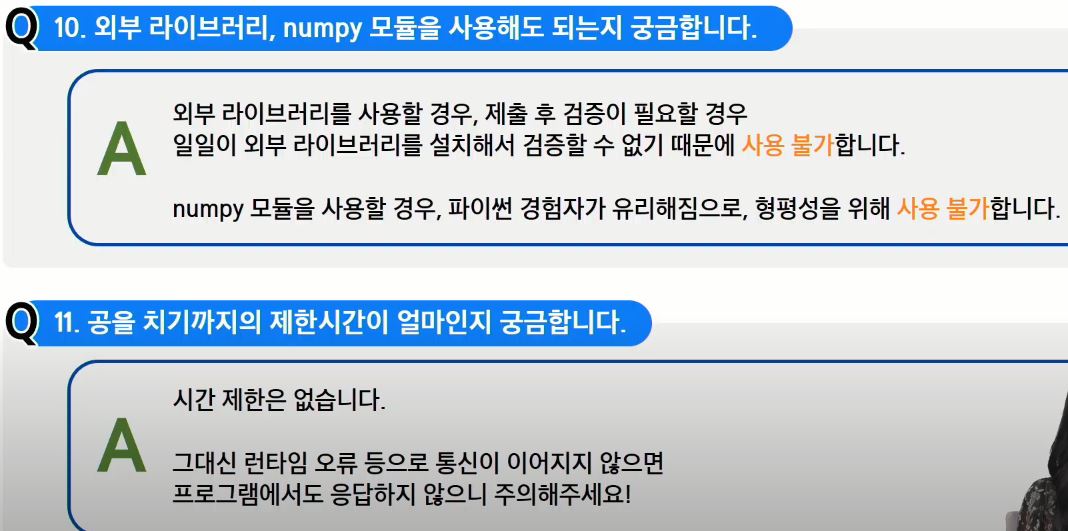 Q 10. 외부 라이브러리, numpy 모듈을 사용해도 되는지 궁금합니다.
A
외부 라이브러리를 사용할 경우, 제출 후 검증이 필요할 경우
일일이 외부 라이브러리를 설치해서 검증할 수 없기 때문에 사용 불가합니다.
numpy 모듈을 사용할 경우, 파이썬 경험자가 유리해짐으로, 형평성을 위해 사용 불가합니다.
Q 11. 공을 치기까지의 제한시간이 얼마인지 궁금합니다.
A
시간 제한은 없습니다.
그대신 런타임 오류 등으로 통신이 이어지지 않으면
프로그램에서도 응답하지 않으니 주의해주세요!